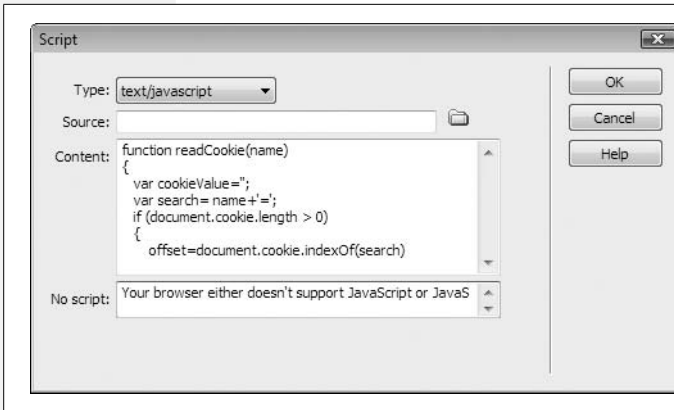 Script
Type: text/javascript
OK
Source:
Cancel
Content: function readCookie(name)
Help
{
var cookieValue='';
var search= name+'=';
if (document.cookie.length > 0)
{
offset=document.cookie.indexOf(search)
No script: Your browser either doesn't support JavaScript or JavaS